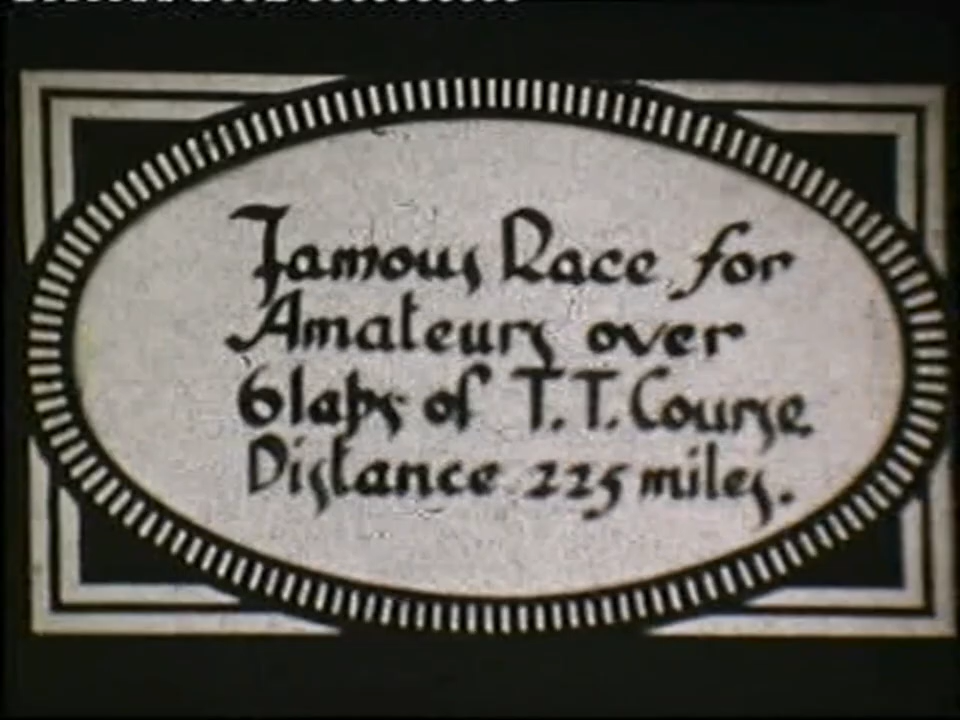 Famous Race for
Amateurs over
6 laps of T.T. Course
Distance 225 miles.